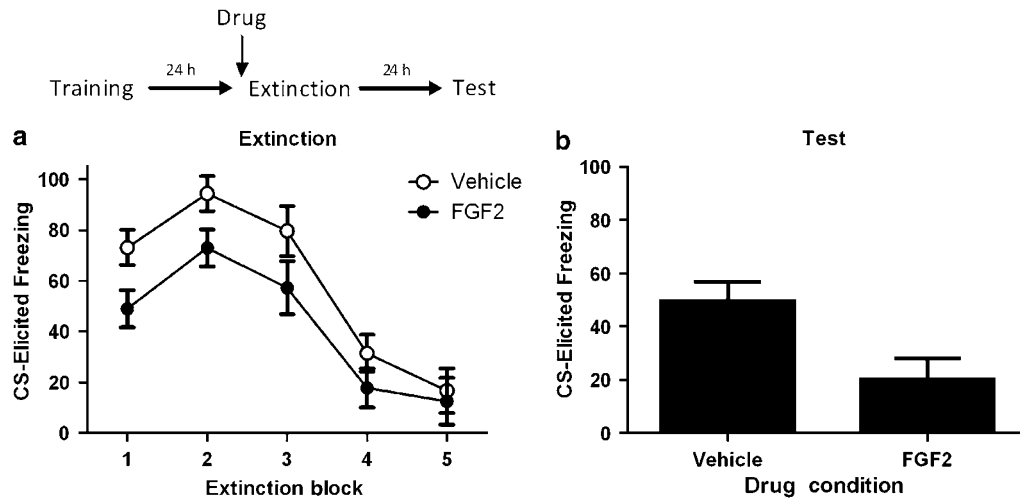 Drug
24 h 24 h
Training Extinction Test
a Extinction
100
80
60
40
20
0
CS-Elicited Freezing
Vehicle
FGF2
1 2 3 4 5
Extinction block
b Test
100
80
60
40
20
0
CS-Elicited Freezing
Vehicle FGF2
Drug condition